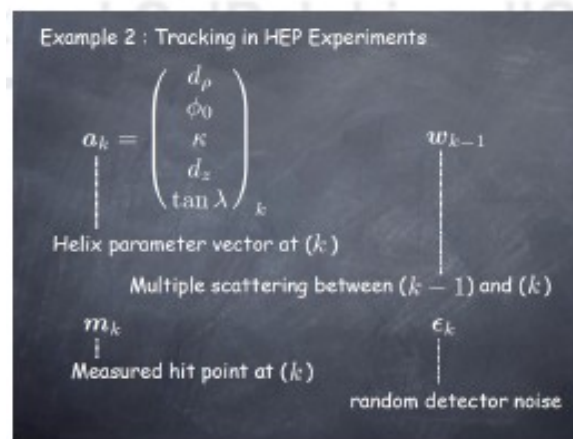 Example 2 : Tracking in HEP Experiments
d_ρ
ϕ_0
a_k = κ w_{k-1}
d_z
tan λ _k
Helix parameter vector at (k)
Multiple scattering between (k − 1) and (k)
m_k ϵ_k
Measured hit point at (k)
random detector noise